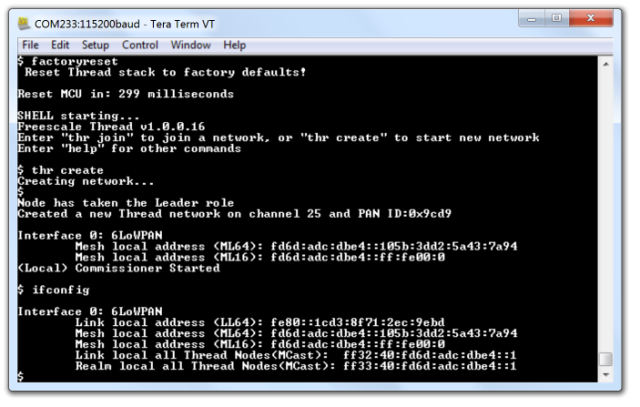 COM233:115200baud - Tera Term VT
File Edit Setup Control Window Help
$ factoryreset
Reset Thread stack to factory defaults!
Reset MCU in: 299 milliseconds
SHELL starting...
Freescale Thread v1.0.0.16
Enter "thr join" to join a network, or "thr create" to start new network
Enter "help" for other commands
$ thr create
Creating network...
$
Node has taken the Leader role
Created a new Thread network on channel 25 and PAN ID:0x9cd9
Interface 0: 6LoWPAN
Mesh local address (ML64): fd6d:adc:dbe4::105b:3dd2:5a43:7a94
Mesh local address (ML16): fd6d:adc:dbe4::ff:fe00:0
(Local) Commissioner Started
$ ifconfig
Interface 0: 6LoWPAN
Link local address (LL64): fe80::1cd3:8f71:2ec:9ebd
Mesh local address (ML64): fd6d:adc:dbe4::105b:3dd2:5a43:7a94
Mesh local address (ML16): fd6d:adc:dbe4::ff:fe00:0
Link local all Thread Nodes(MCast): ff32:40:fd6d:adc:dbe4::1
Realm local all Thread Nodes(MCast): ff33:40:fd6d:adc:dbe4::1
$